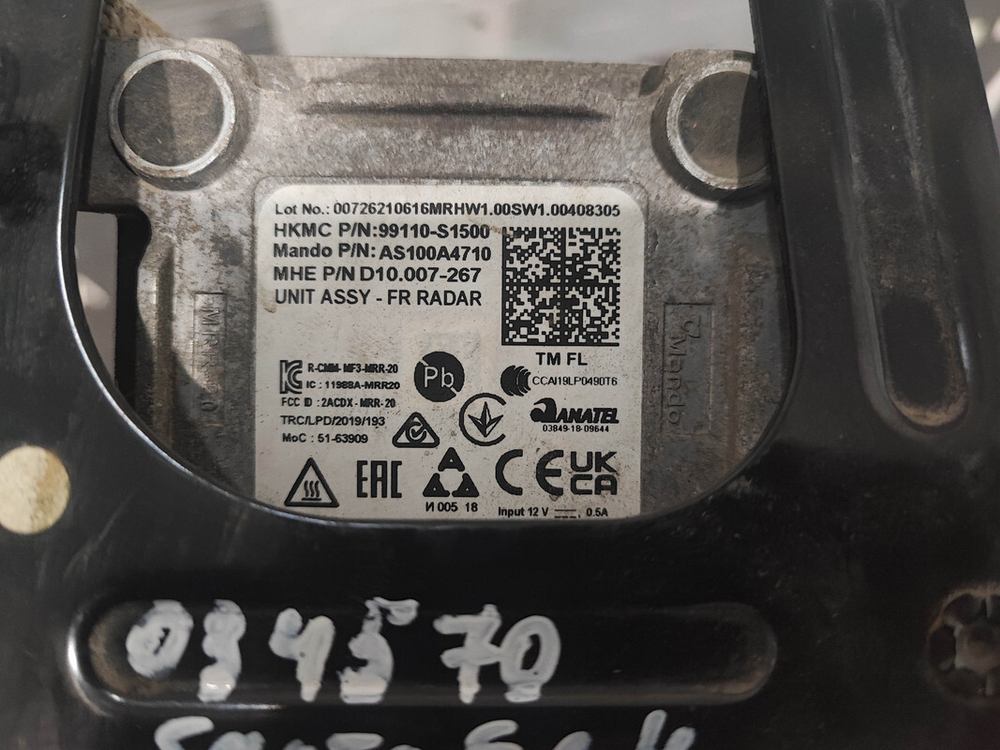 Lot No.: 00726210616MRHW1.00SW1.00408305
HKMC P/N:99110-S1500
Mando P/N: AS100A4710
MHE P/N D10.007-267
UNIT ASSY - FR RADAR
TM FL
R-CMM- MF3-MRR-20
IC : 11988A-MRR20
FCC ID : 2ACDX - MRR-20
TRC/LPD/2019/193
MoC : 51-63909
Pb
CCAI19LP0490T6
ANATEL
03849-18-09644
EAC
И 005 18
CE
UK
CA
Input 12 V 0.5A
Mando
034570